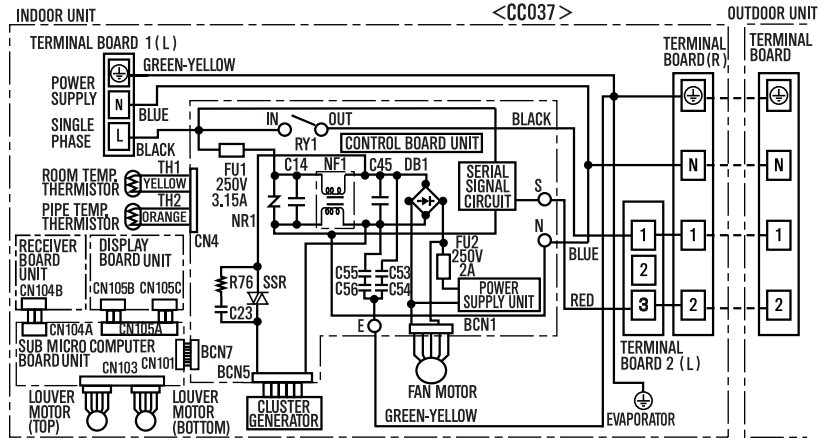 INDOOR UNIT
<CC037>
OUTDOOR UNIT
TERMINAL BOARD 1(L)
GREEN-YELLOW
TERMINAL
BOARD(R)
TERMINAL
BOARD
POWER
SUPPLY
N
BLUE
SINGLE
PHASE
L
BLACK
IN
OUT
RY1
BLACK
CONTROL BOARD UNIT
N
N
FU1
250V
3.15A
C14
NF1
C45
DB1
SERIAL
SIGNAL
CIRCUIT
S
N
ROOM TEMP.
THERMISTOR
TH1
YELLOW
PIPE TEMP.
THERMISTOR
TH2
ORANGE
CN4
NR1
BLUE
1
2
3
1
2
1
2
RECEIVER
BOARD
UNIT
CN104B
DISPLAY
BOARD UNIT
CN105B
CN105C
R76
SSR
C23
C55
C56
C53
C54
FU2
250V
2A
POWER
SUPPLY UNIT
RED
E
BCN1
CN104A
CN105A
SUB MICRO COMPUTER
BOARD UNIT
CN101
BCN7
CN103
BCN5
TERMINAL
BOARD 2 (L)
LOUVER
MOTOR
(TOP)
LOUVER
MOTOR
(BOTTOM)
CLUSTER
GENERATOR
FAN MOTOR
GREEN-YELLOW
EVAPORATOR